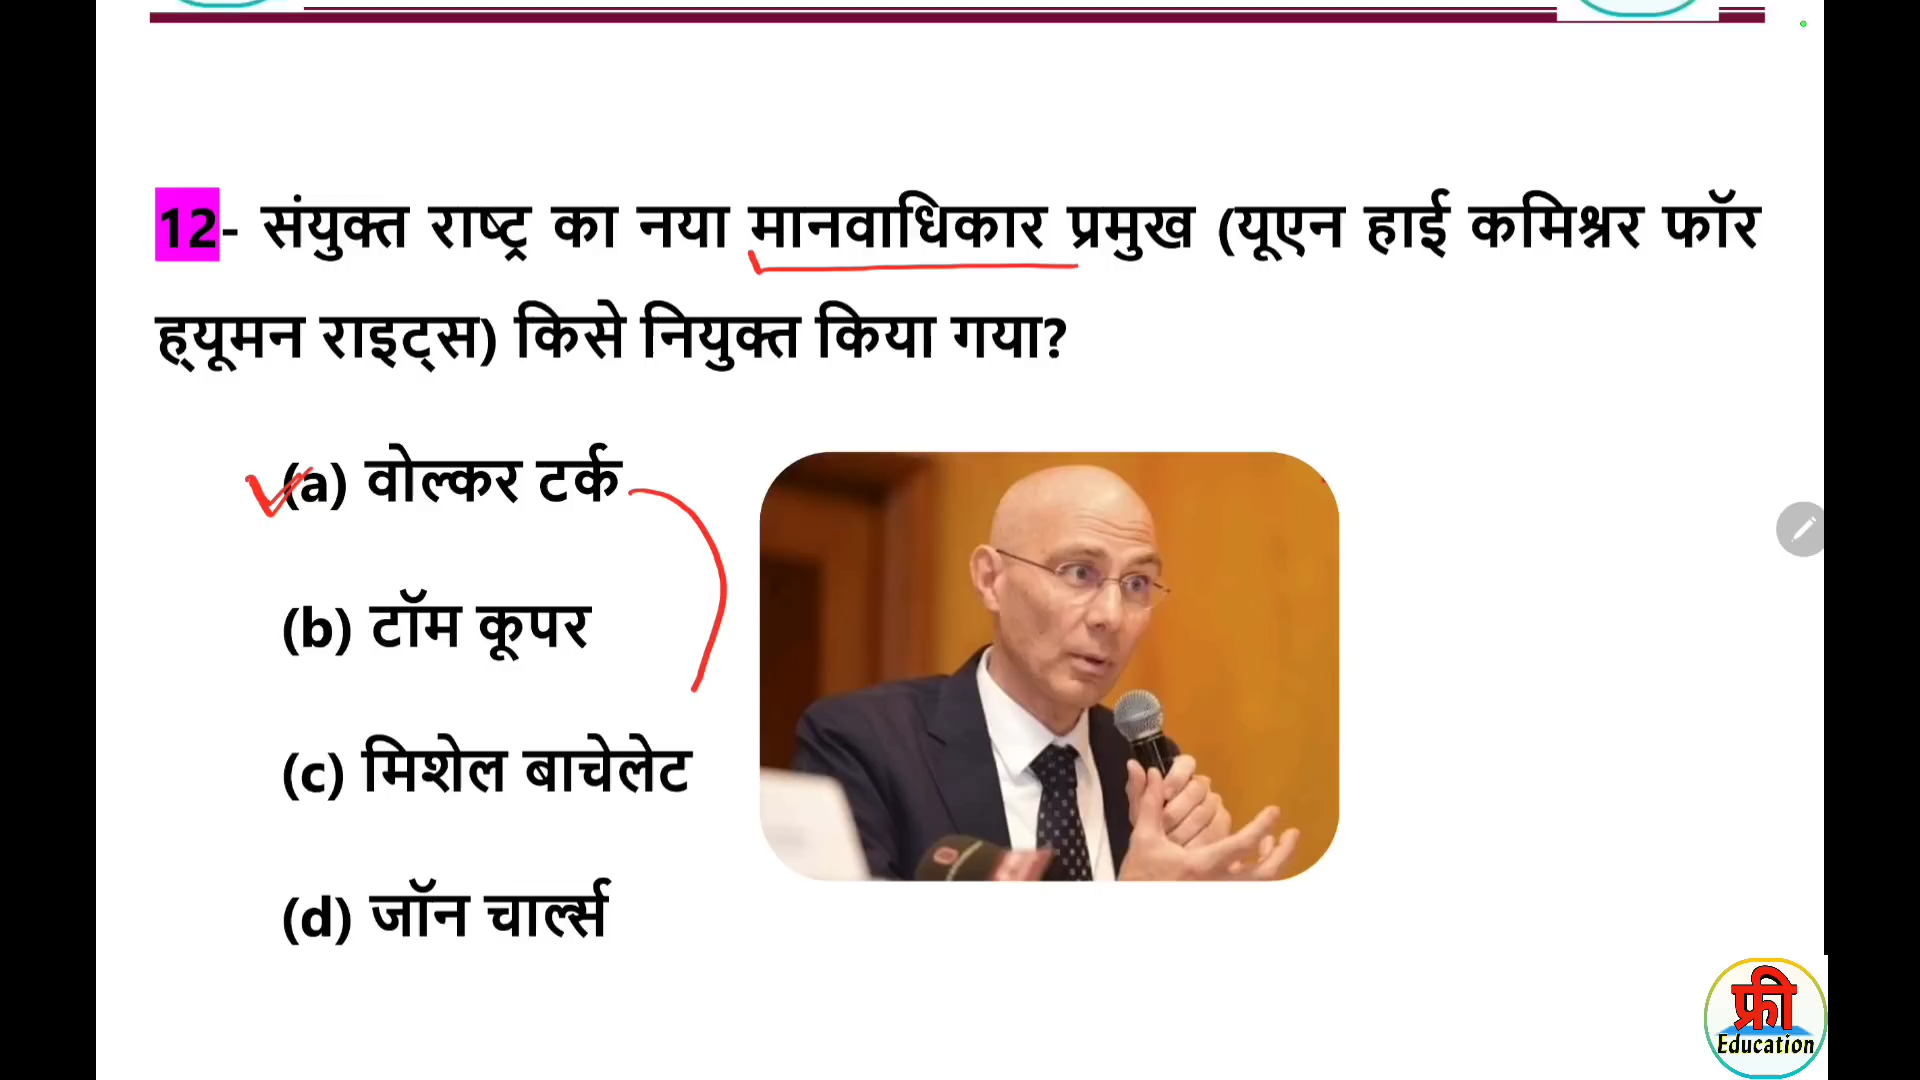 12- संयुक्त राष्ट्र का नया मानवाधिकार प्रमुख (यूएन हाई कमिश्नर फॉर
ह्यूमन राइट्स) किसे नियुक्त किया गया?
(a) वोल्कर टर्क
(b) टॉम कूपर
(c) मिशेल बाचेलेट
(d) जॉन चार्ल्स
फ्री
Education